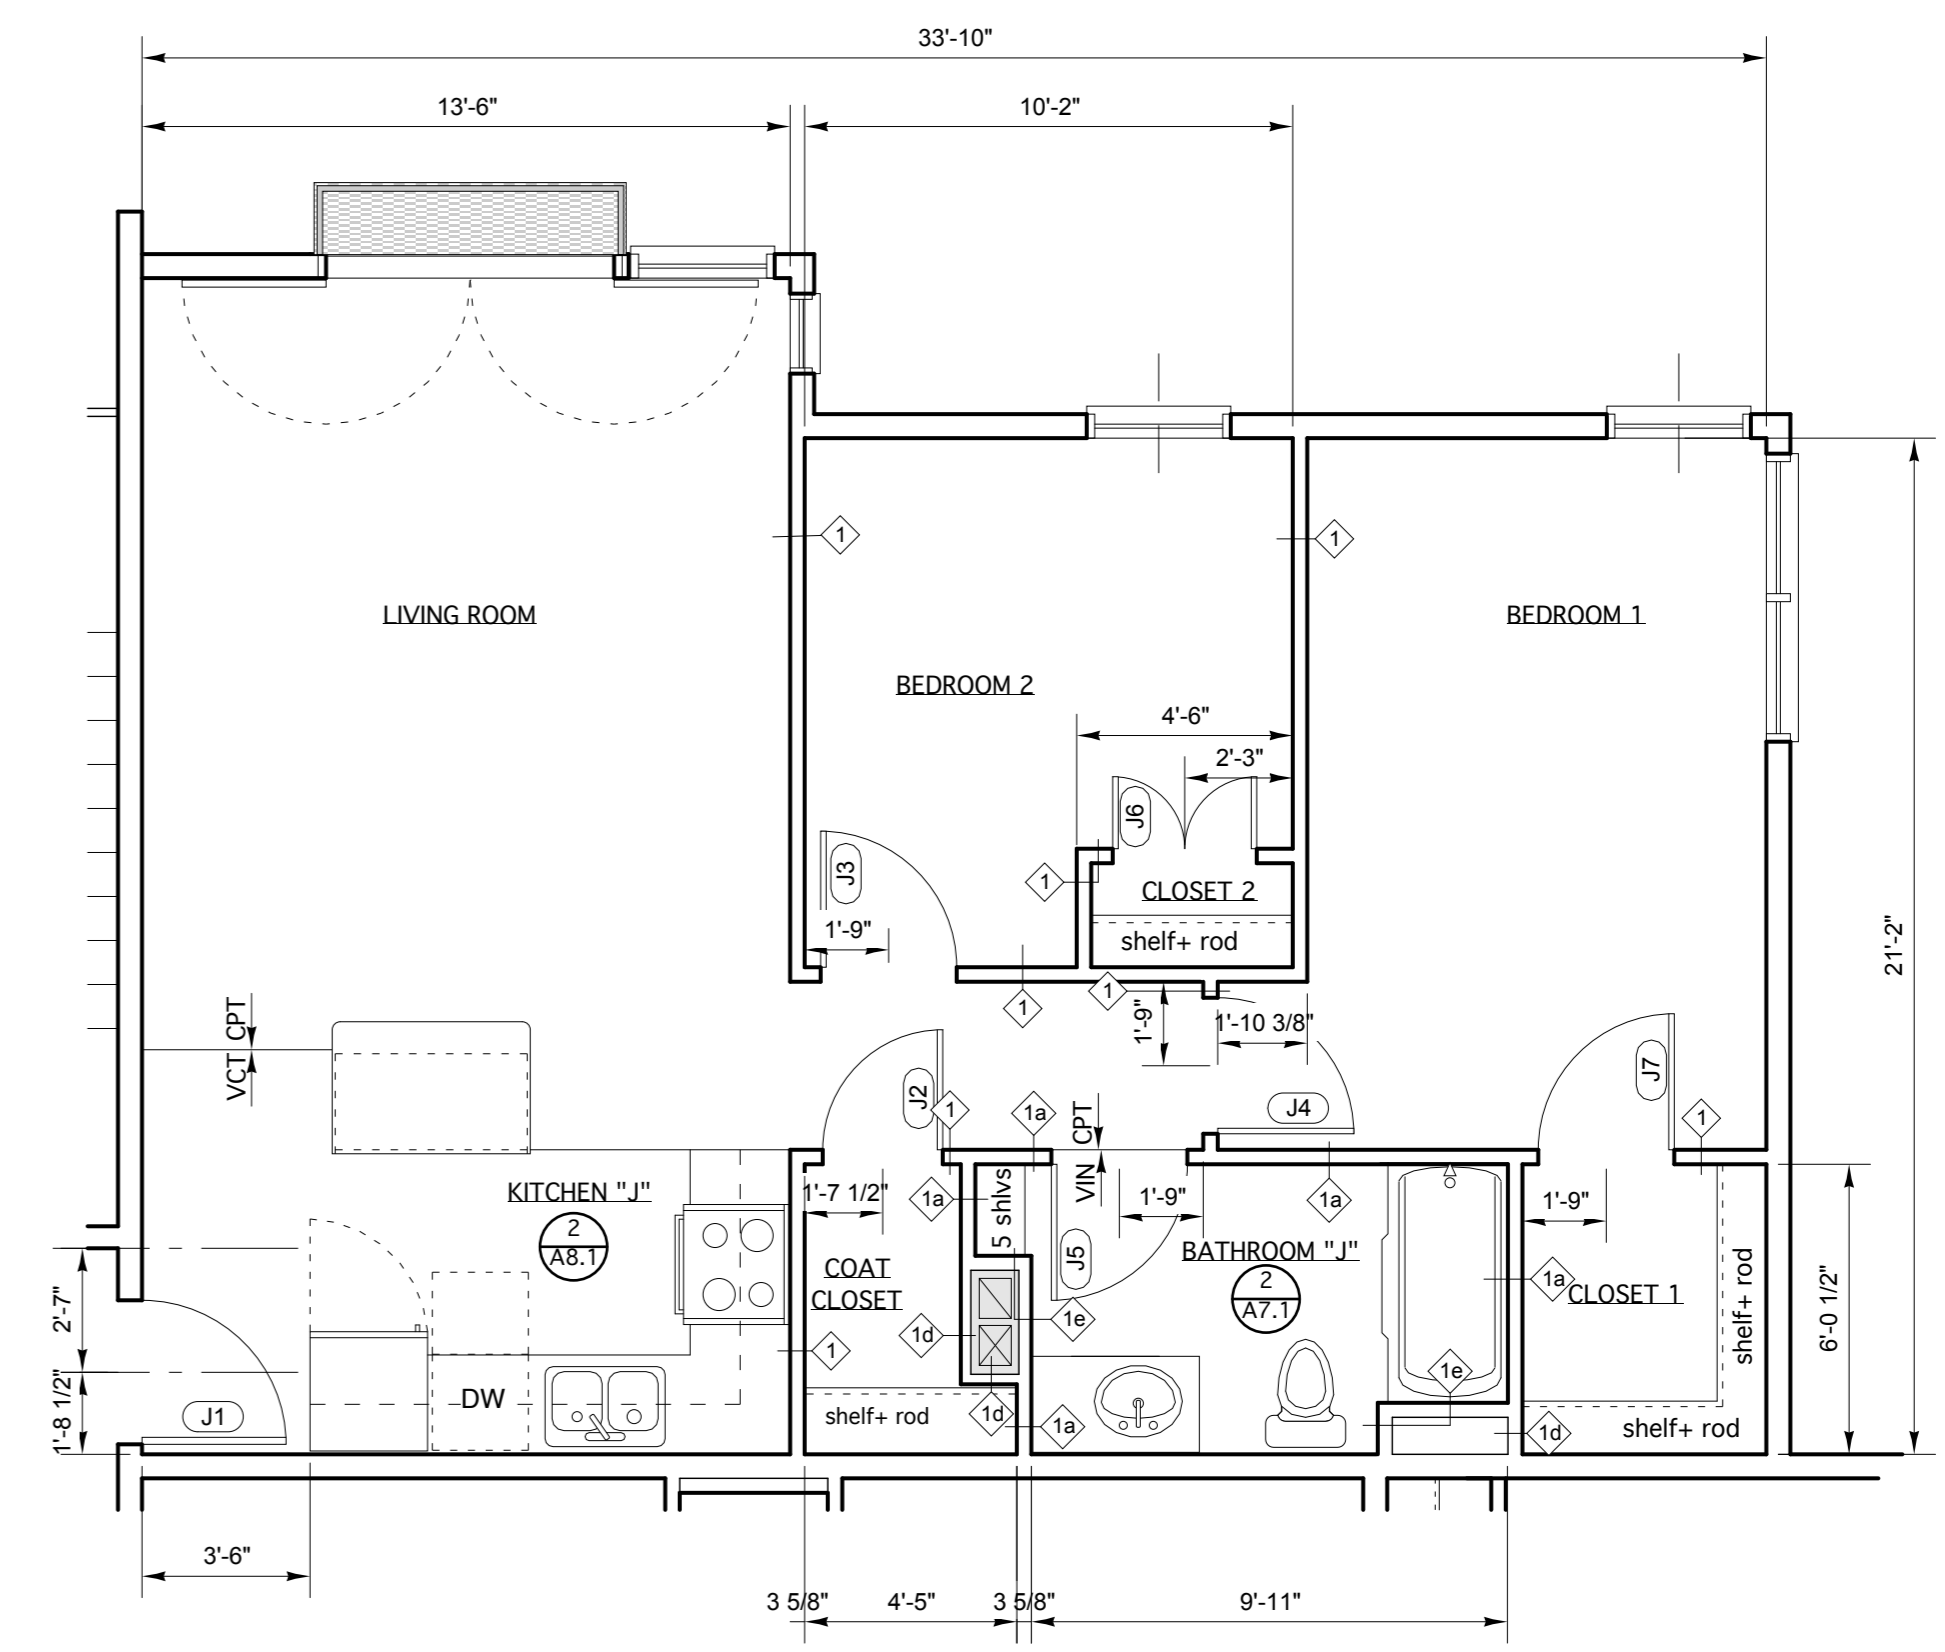 33'-10"
13'-6"
10'-2"
1
1
LIVING ROOM
BEDROOM 1
BEDROOM 2
4'-6"
2'-3"
J6
J3
1
CLOSET 2
1'-9"
shelf+ rod
21'-2"
1
1
1'-9"
1'-10 3/8"
CPT
VCT
J2
1
1a
CPT
J4
J7
1
VIN
KITCHEN "J"
2
A8.1
1'-7 1/2"
1a
5 shlvs
1'-9"
1a
1'-9"
J5
BATHROOM "J"
2
A7.1
COAT
CLOSET
1a
CLOSET 1
shelf+ rod
6'-0 1/2"
2'-7"
1d
1e
1
1e
1'-8 1/2"
J1
DW
shelf+ rod
1d
1a
shelf+ rod
1d
3'-6"
3 5/8"
4'-5"
3 5/8"
9'-11"